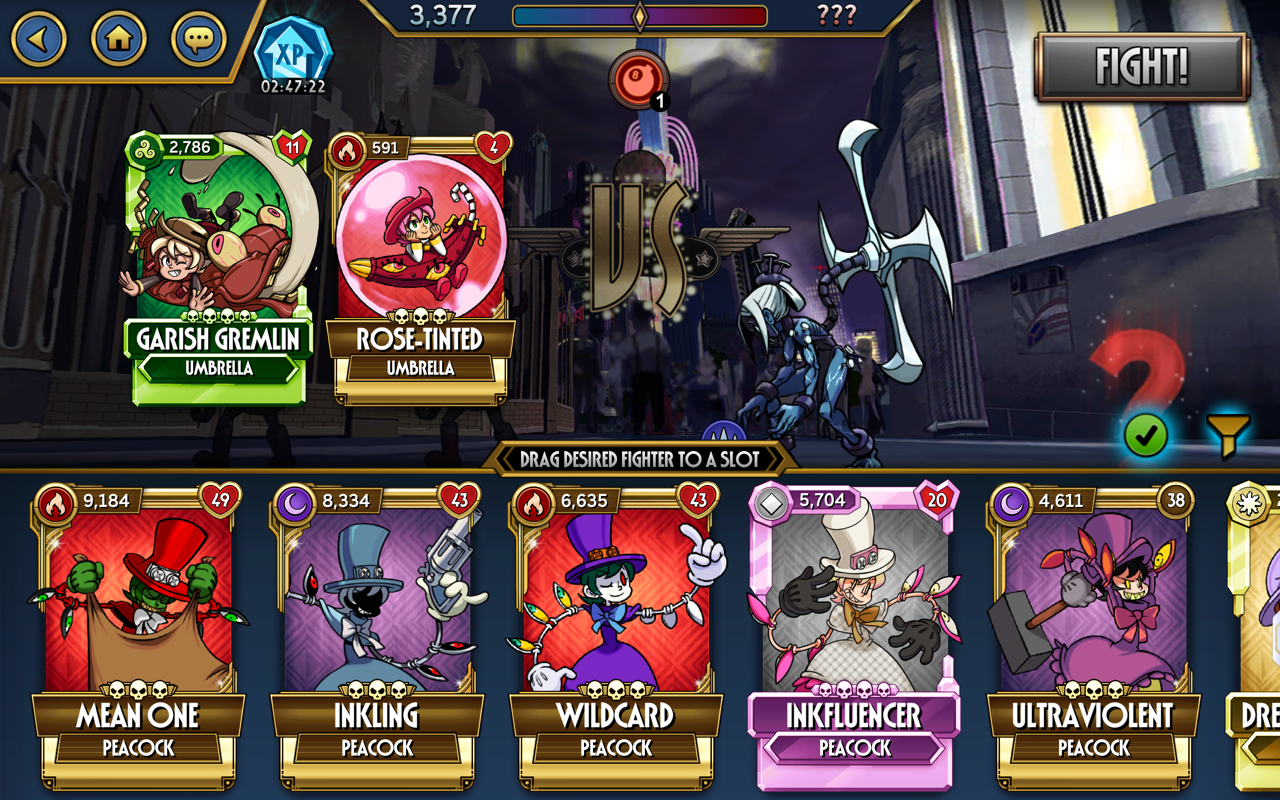 3,377
???
XP
02:47:22
FIGHT!
8
1
2,786
11
591
4
VS
GARISH GREMLIN
UMBRELLA
ROSE-TINTED
UMBRELLA
?
DRAG DESIRED FIGHTER TO A SLOT
9,184
49
8,334
43
6,635
43
5,704
20
4,611
38
MEAN ONE
PEACOCK
INKLING
PEACOCK
WILDCARD
PEACOCK
INKFLUENCER
PEACOCK
ULTRAVIOLENT
PEACOCK
DRE